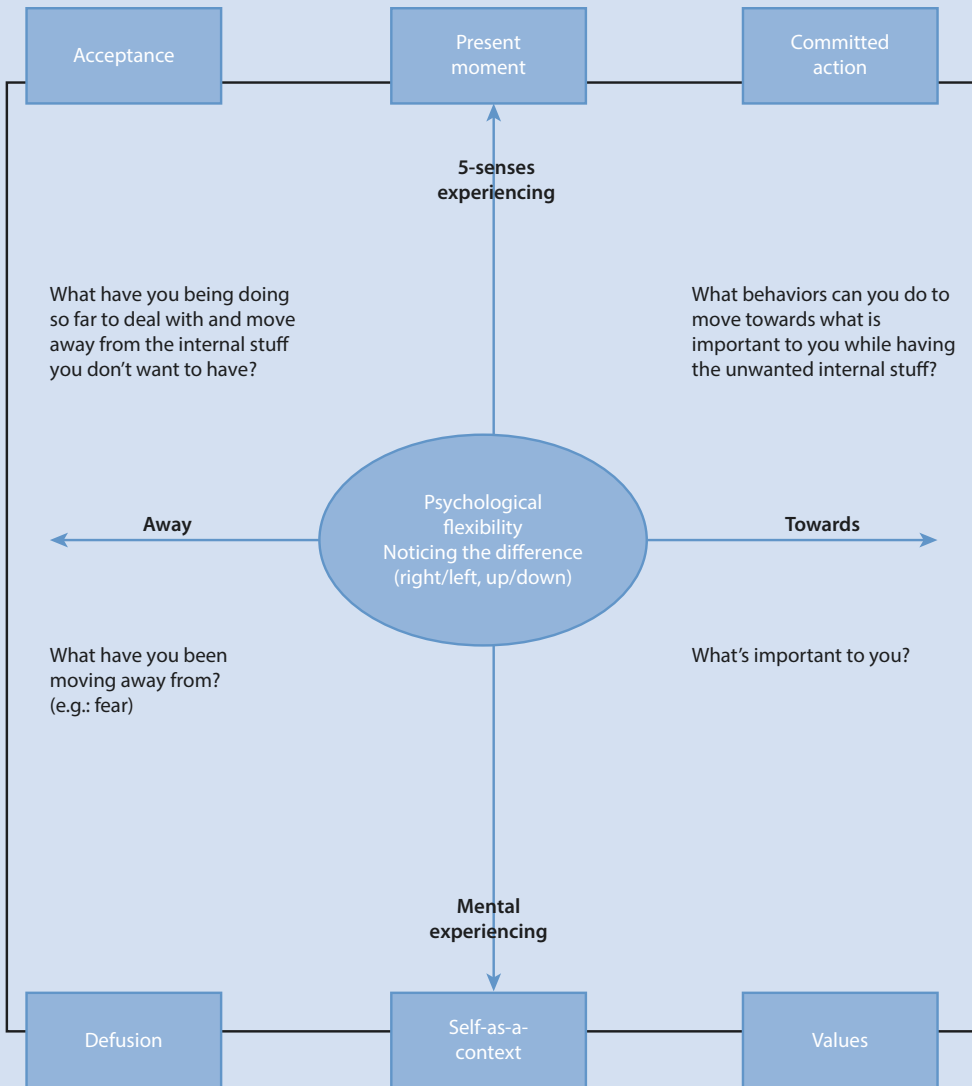 Acceptance
Present
moment
Committed
action
5-senses
experiencing
What have you being doing
so far to deal with and move
away from the internal stuff
you don't want to have?
What behaviors can you do to
move towards what is
important to you while having
the unwanted internal stuff?
Psychological
flexibility
Noticing the difference
(right/left, up/down)
Away
Towards
What have you been
moving away from?
(e.g.: fear)
What's important to you?
Mental
experiencing
Defusion
Self-as-a-
context
Values